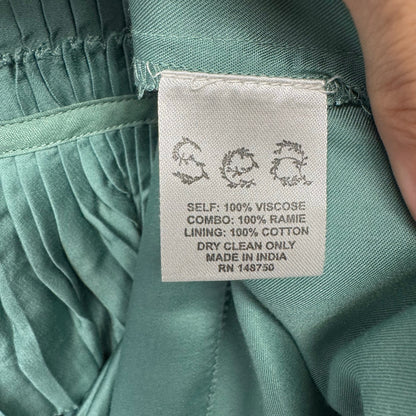 Sea
SELF: 100% VISCOSE
COMBO: 100% RAMIE
LINING: 100% COTTON
DRY CLEAN ONLY
MADE IN INDIA
RN 148750